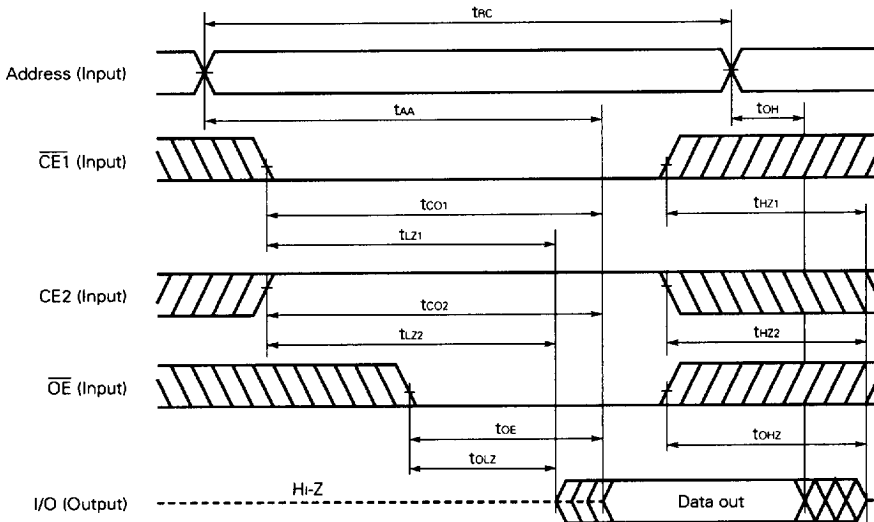 tRC
Address (Input)
tAA
tOH
CE1 (Input)
tCO1
tHZ1
tLZ1
CE2 (Input)
tCO2
tLZ2
tHZ2
OE (Input)
tOE
tOHZ
tOLZ
Hi-Z
I/O (Output)
Data out